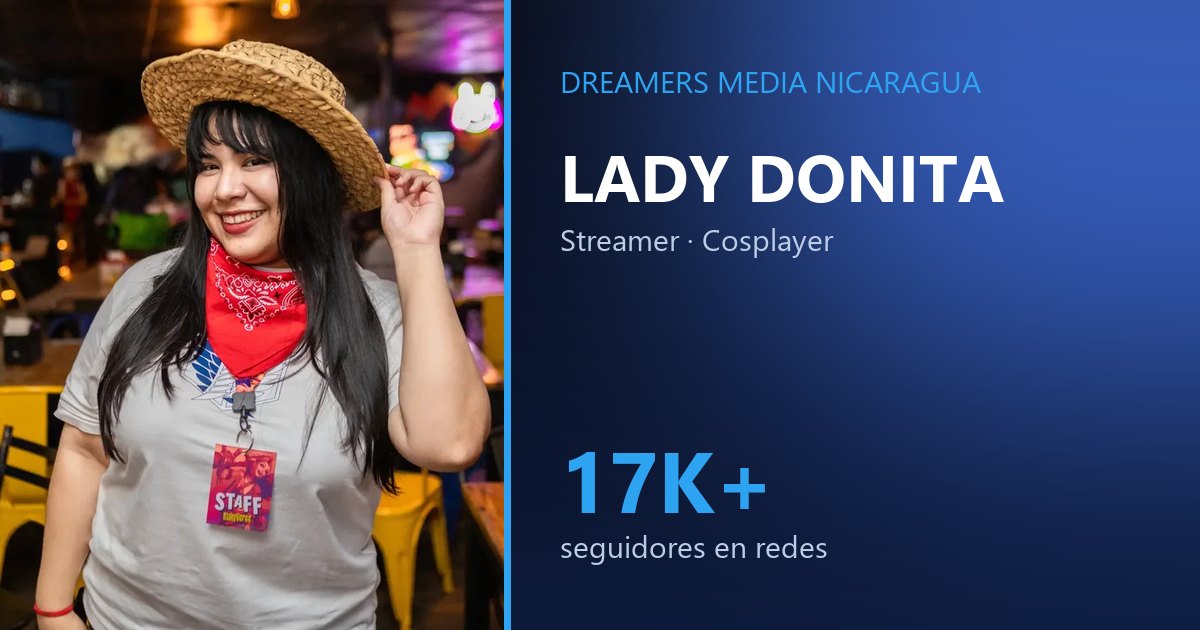 DREAMERS MEDIA NICARAGUA
LADY DONITA
Streamer · Cosplayer
17K+
seguidores en redes
STAFF